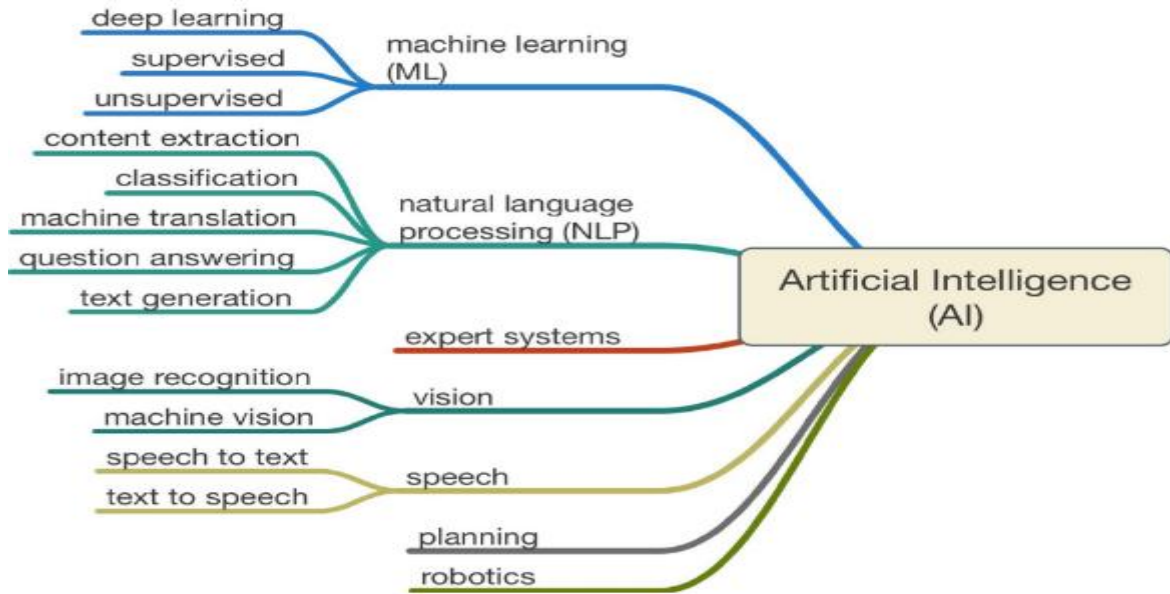 deep learning
supervised
unsupervised
machine learning
(ML)
content extraction
classification
machine translation
question answering
text generation
natural language
processing (NLP)
expert systems
image recognition
machine vision
vision
speech to text
text to speech
speech
planning
robotics
Artificial Intelligence
(AI)